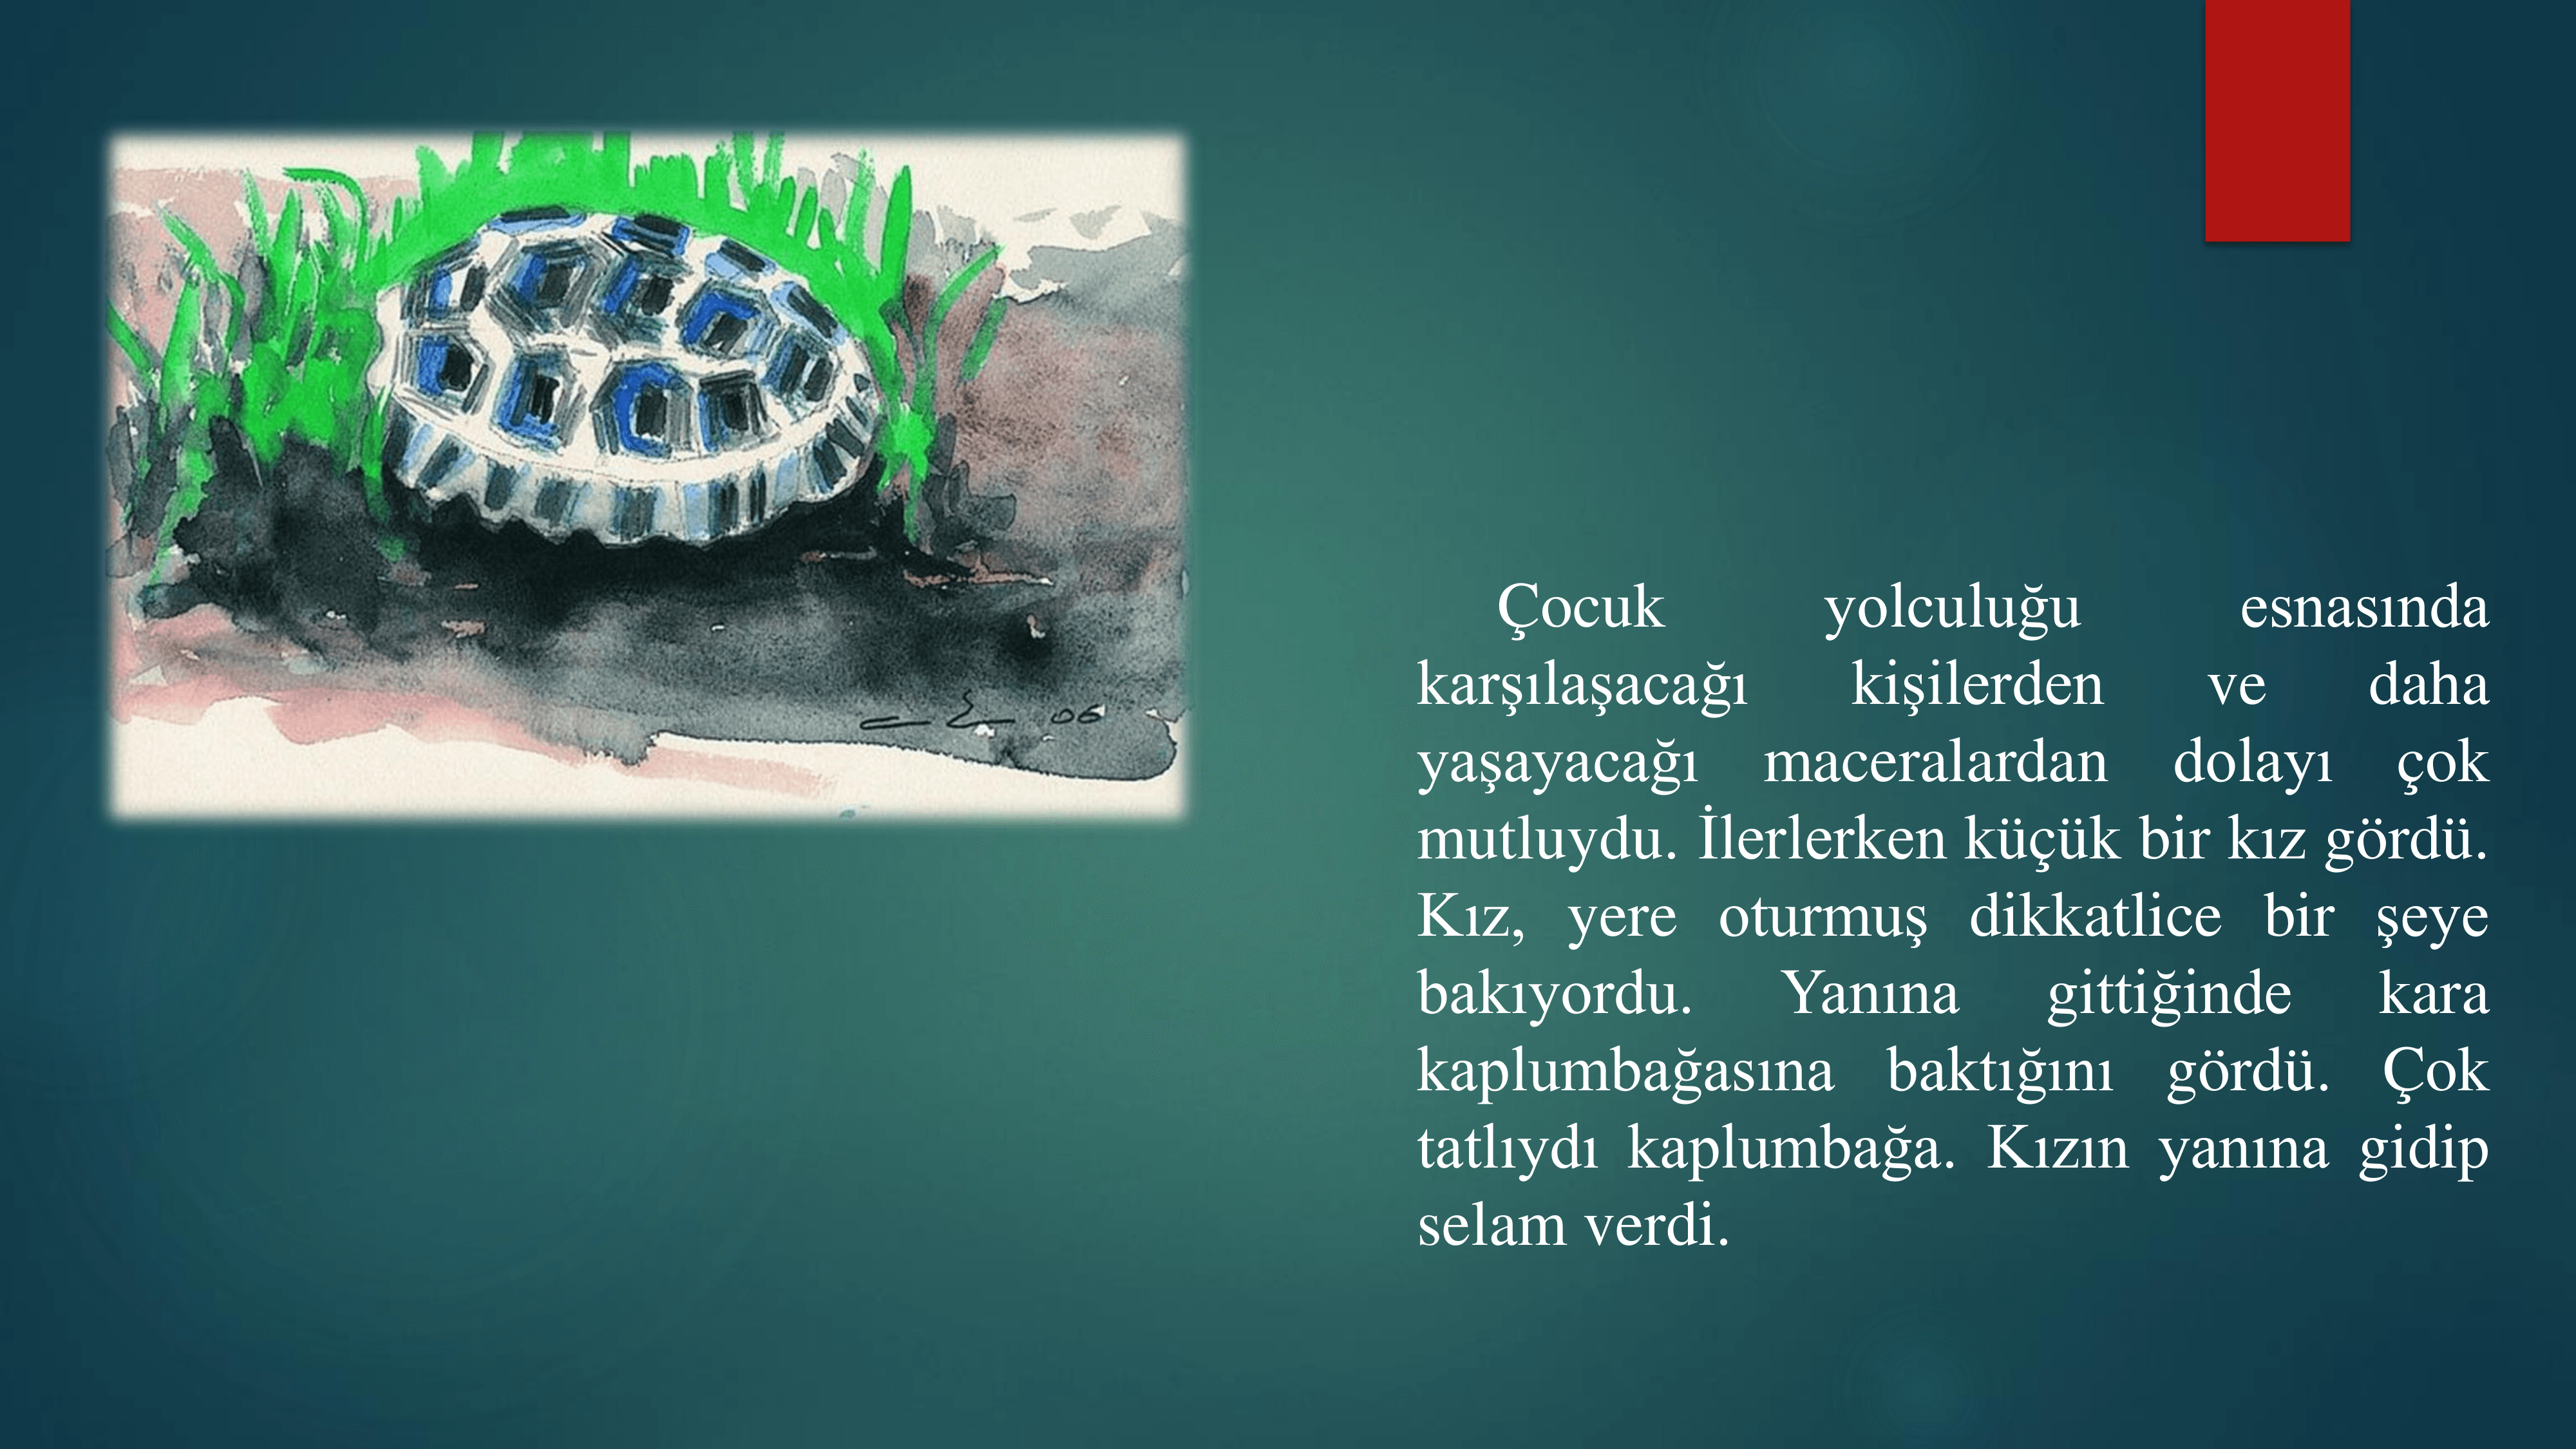 Çocuk yolculuğu esnasında
karşılaşacağı kişilerden ve daha
yaşayacağı maceralardan dolayı çok
mutluydu. İlerlerken küçük bir kız gördü.
Kız, yere oturmuş dikkatlice bir şeye
bakıyordu. Yanına gittiğinde kara
kaplumbağasına baktığını gördü. Çok
tatlıydı kaplumbağa. Kızın yanına gidip
selam verdi.
06